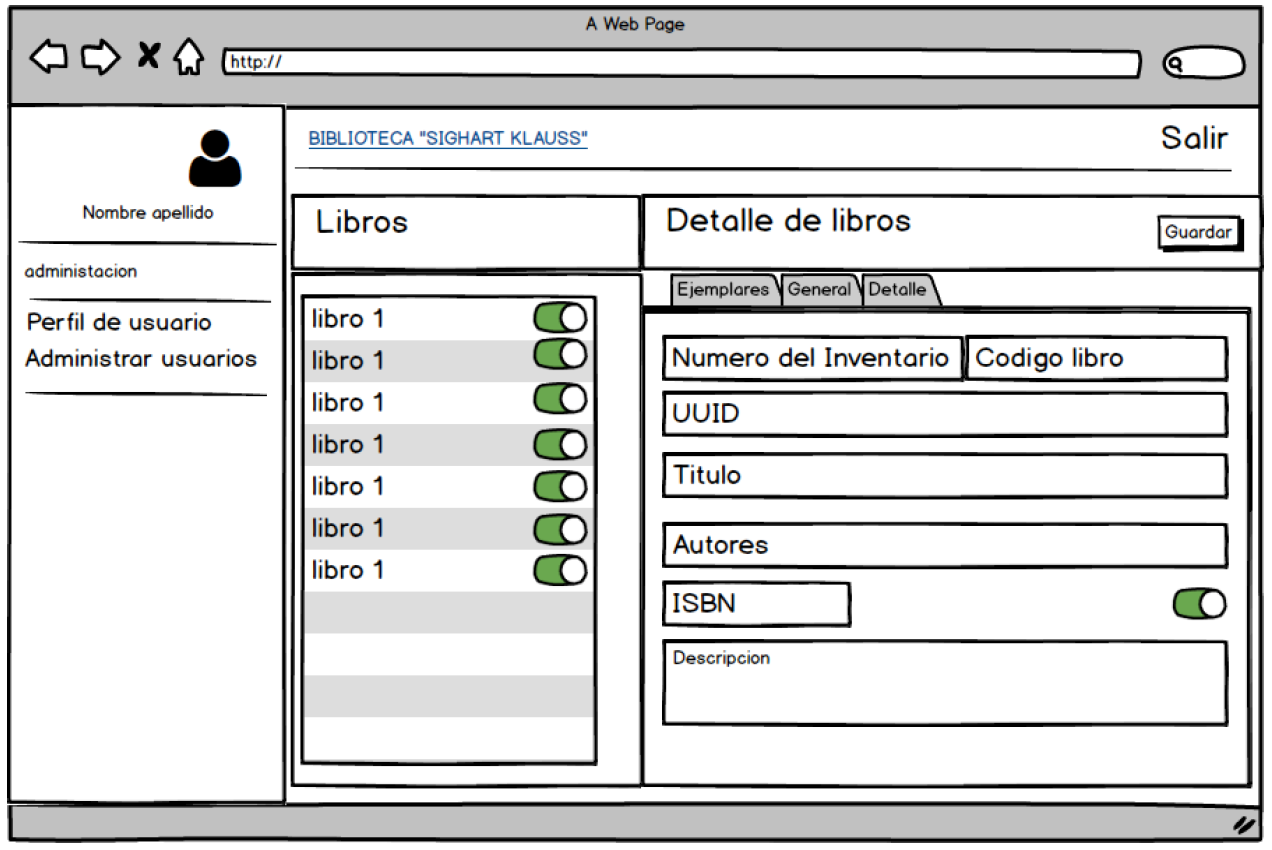 A Web Page
http://
Nombre apellido
administacion
Perfil de usuario
Administrar usuarios
BIBLIOTECA "SIGHART KLAUSS"
Salir
Libros
libro 1
libro 1
libro 1
libro 1
libro 1
libro 1
libro 1
Detalle de libros
Guardar
Ejemplares General Detalle
Numero del Inventario Codigo libro
UUID
Titulo
Autores
ISBN
Descripcion